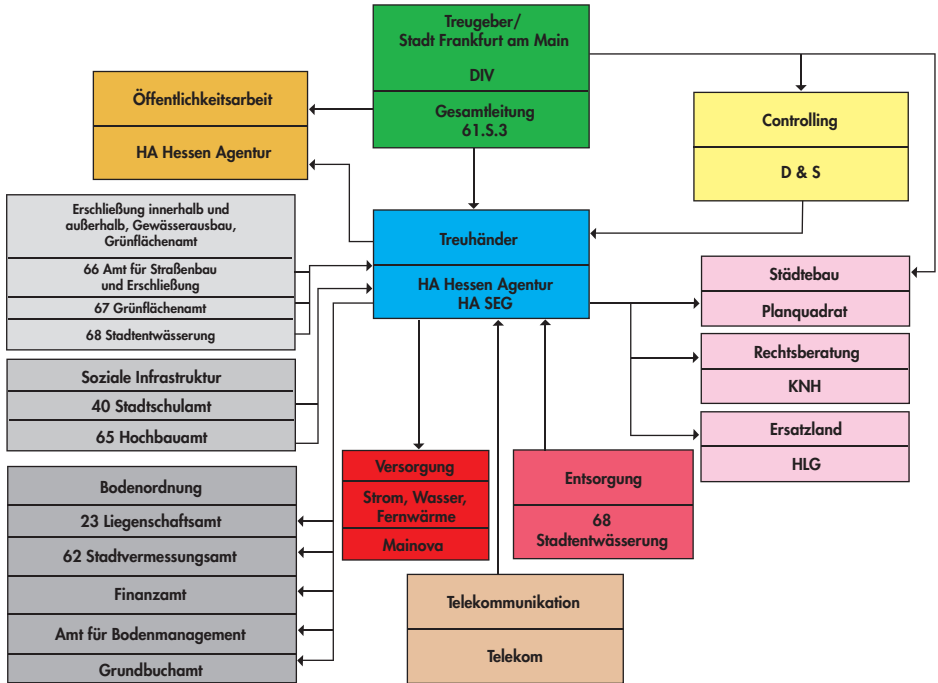 Treugeber/
Stadt Frankfurt am Main
DIV
Gesamtleitung
61.S.3
Öffentlichkeitsarbeit
HA Hessen Agentur
Controlling
D & S
Erschließung innerhalb und
außerhalb, Gewässerausbau,
Grünflächenamt
66 Amt für Straßenbau
und Erschließung
67 Grünflächenamt
68 Stadtentwässerung
Treuhänder
HA Hessen Agentur
HA SEG
Städtebau
Planquadrat
Rechtsberatung
KNH
Ersatzland
HLG
Soziale Infrastruktur
40 Stadtschulamt
65 Hochbauamt
Bodenordnung
23 Liegenschaftsamt
62 Stadtvermessungsamt
Finanzamt
Amt für Bodenmanagement
Grundbuchamt
Versorgung
Strom, Wasser,
Fernwärme
Mainova
Entsorgung
68
Stadtentwässerung
Telekommunikation
Telekom